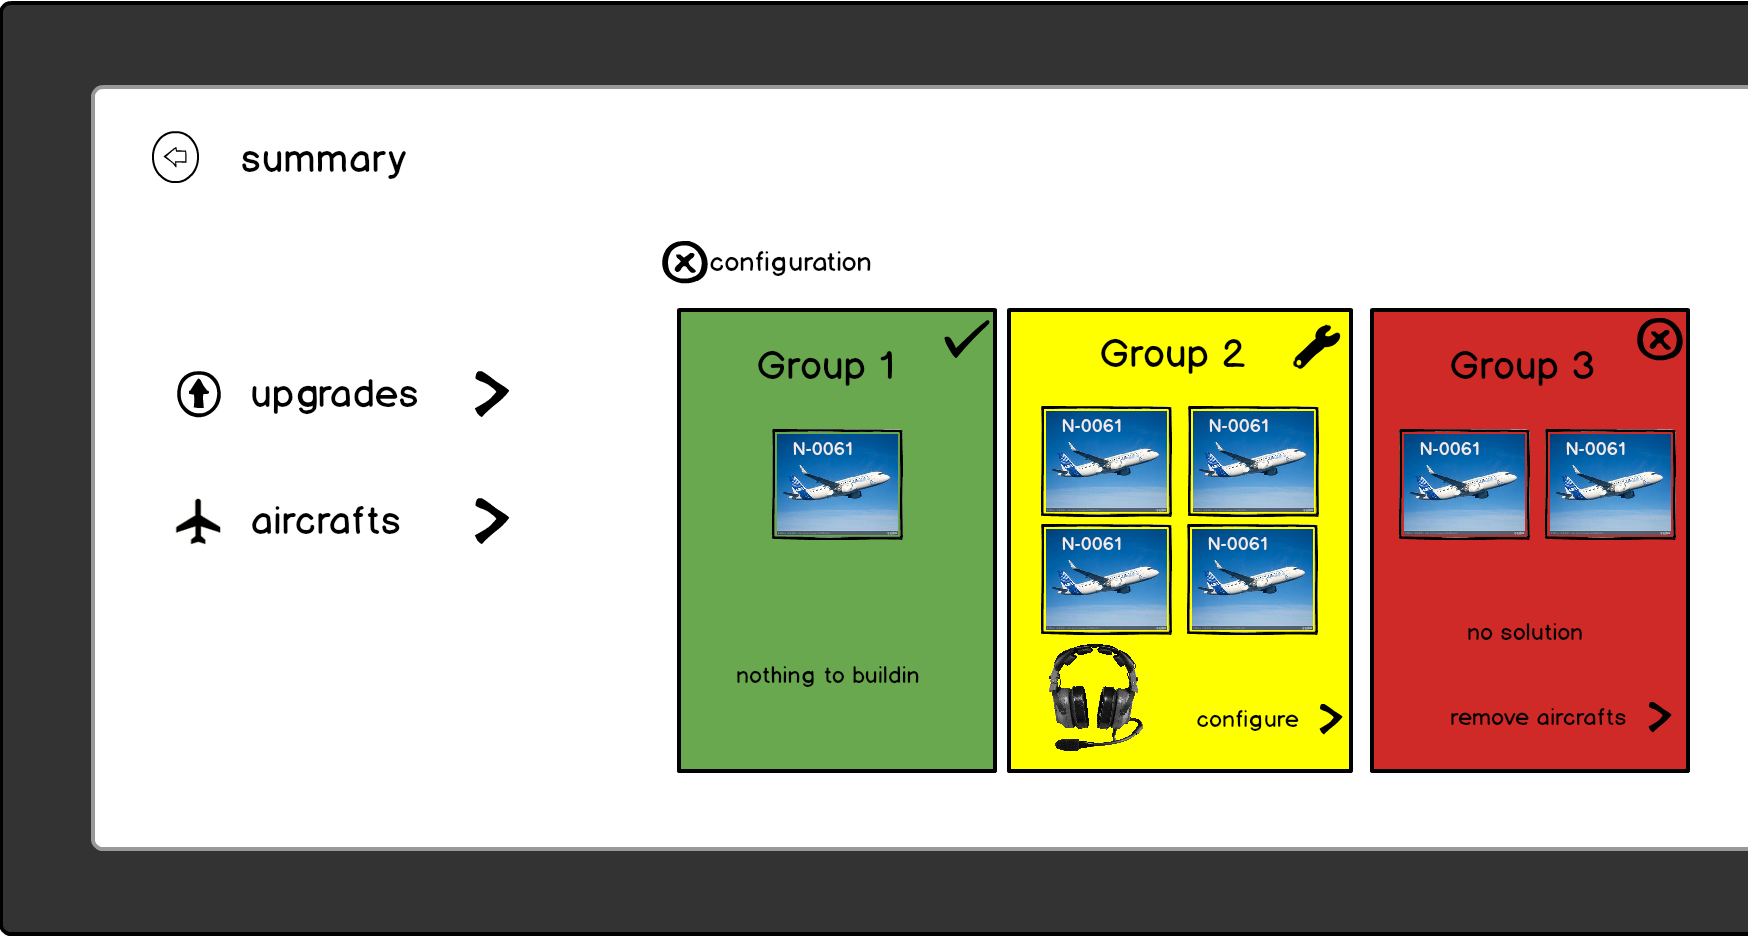 summary
configuration
upgrades
aircrafts
Group 1
N-0061
nothing to buildin
Group 2
N-0061
N-0061
N-0061
N-0061
configure
Group 3
N-0061
N-0061
no solution
remove aircrafts